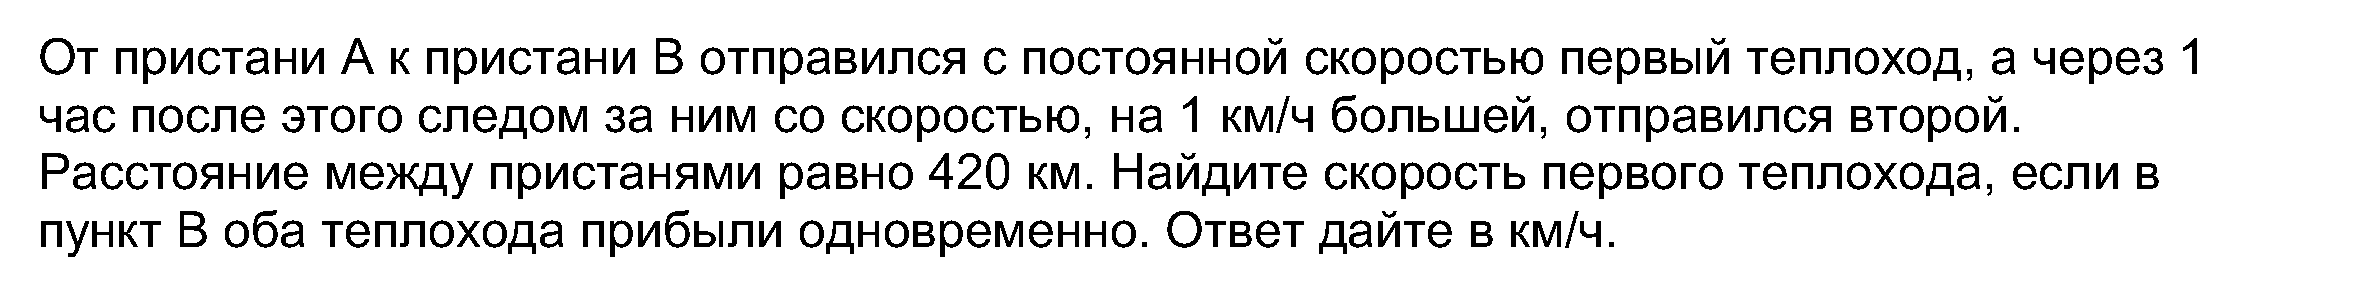 От пристани А к пристани В отправился с постоянной скоростью первый теплоход, а через 1
час после этого следом за ним со скоростью, на 1 км/ч большей, отправился второй.
Расстояние между пристанями равно 420 км. Найдите скорость первого теплохода, если в
пункт В оба теплохода прибыли одновременно. Ответ дайте в км/ч.